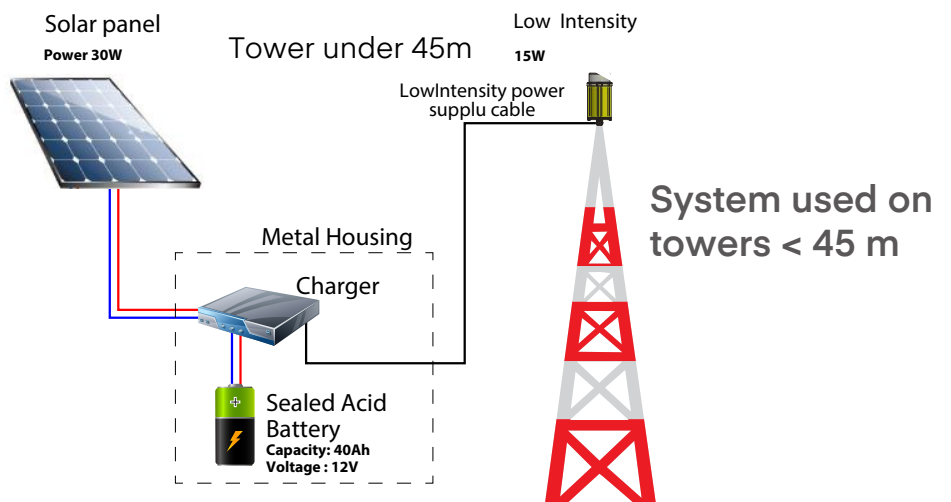 Solar panel
Power 30W
Tower under 45m
Low Intensity
15W
LowIntensity power
supplu cable
System used on
towers < 45 m
Metal Housing
Charger
Sealed Acid
Battery
Capacity: 40Ah
Voltage : 12V